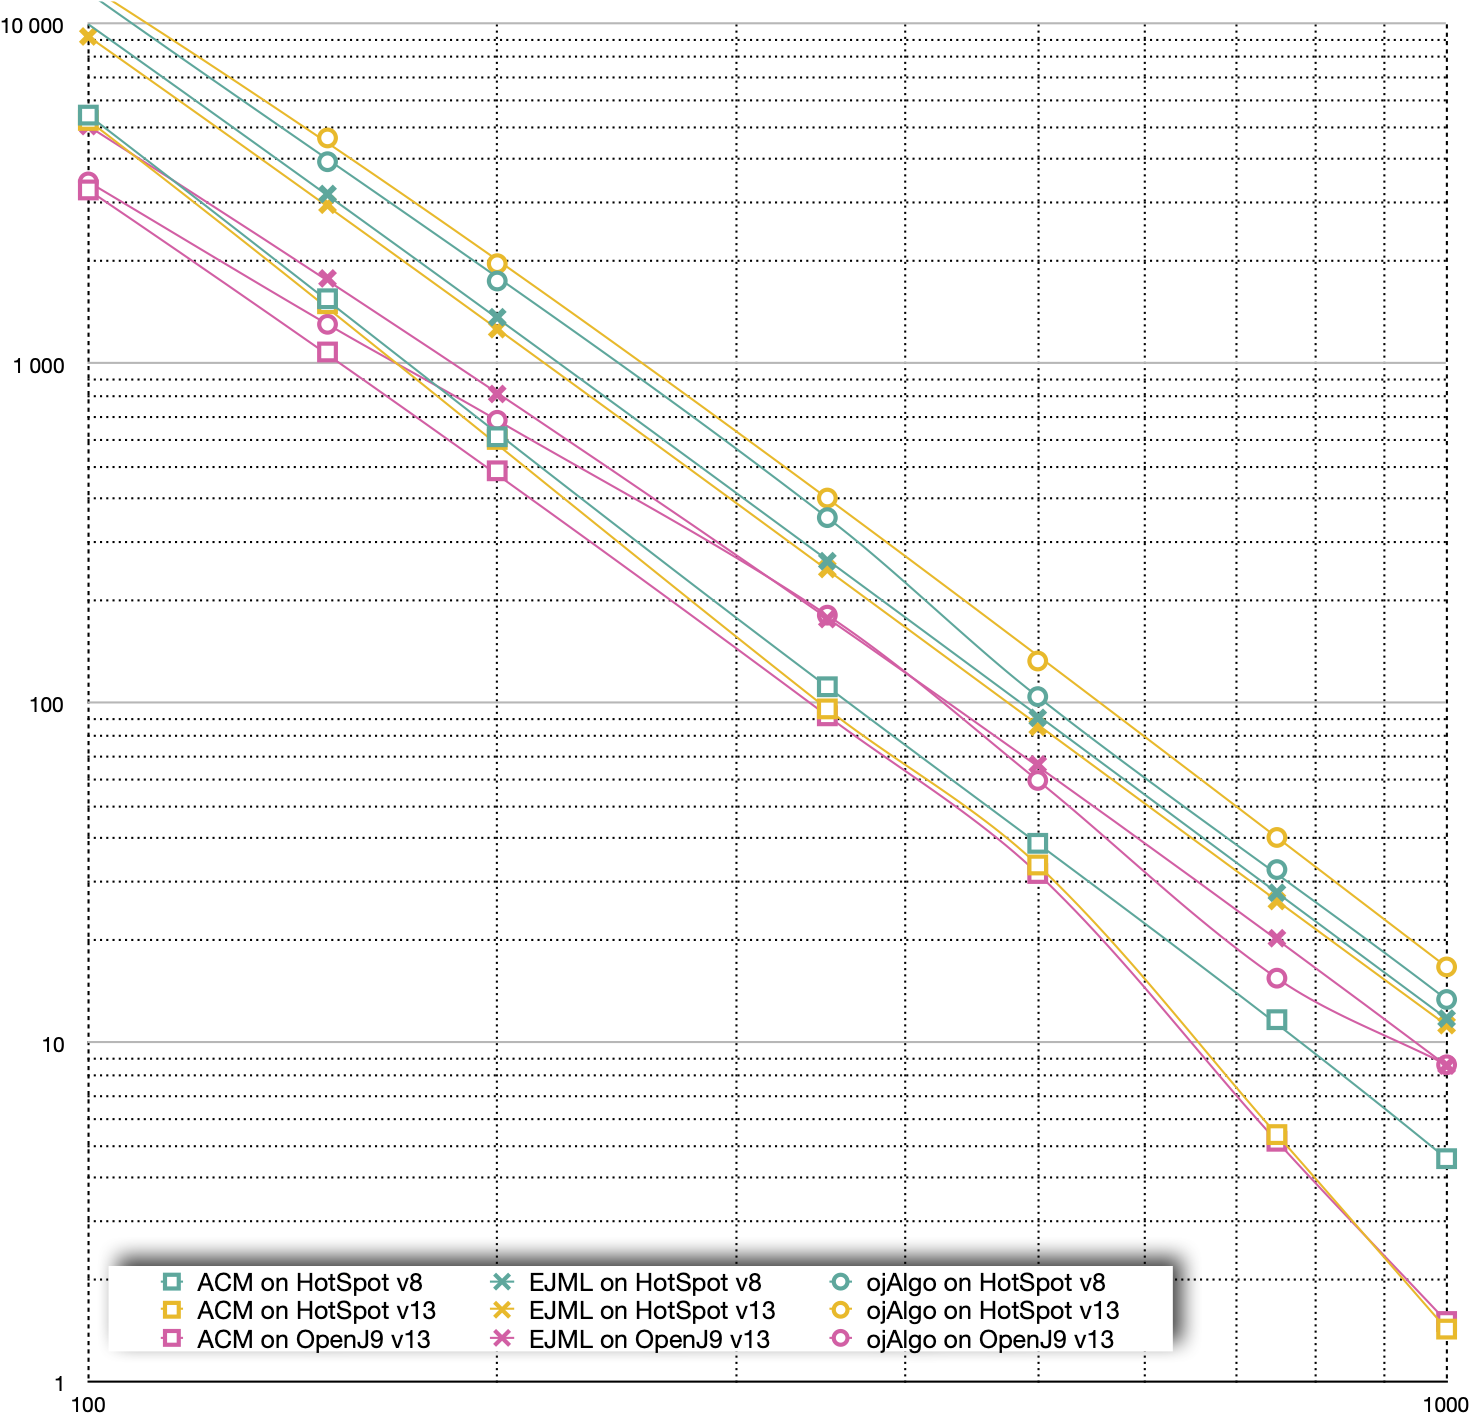 10 000
1 000
100
10
1
ACM on HotSpot v8 EJML on HotSpot v8 ojAlgo on HotSpot v8
ACM on HotSpot v13 EJML on HotSpot v13 ojAlgo on HotSpot v13
ACM on OpenJ9 v13 EJML on OpenJ9 v13 ojAlgo on OpenJ9 v13
100 1000